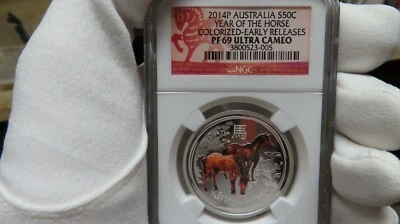 2014P AUSTRALIA S50C
YEAR OF THE HORSE
COLORIZED-EARLY RELEASES
PF 69 ULTRA CAMEO
3800523-005
NGC
馬